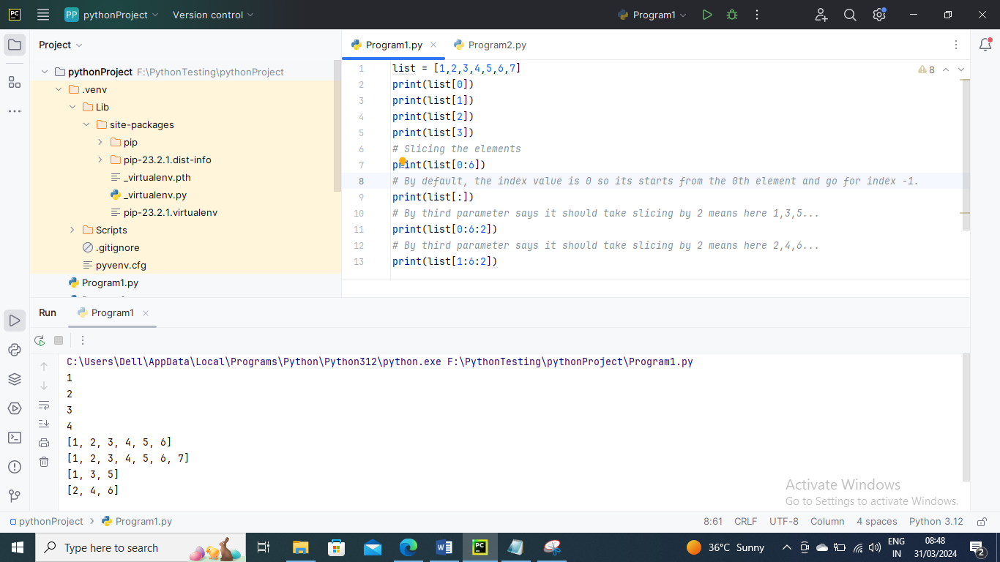 PC
PP pythonProject Version control Program1
Project
Program1.py Program2.py
pythonProject F:\PythonTesting\pythonProject
.venv
Lib
site-packages
pip
pip-23.2.1.dist-info
_virtualenv.pth
_virtualenv.py
pip-23.2.1.virtualenv
Scripts
.gitignore
pyvenv.cfg
Program1.py
8
1 list = [1,2,3,4,5,6,7]
2 print(list[0])
3 print(list[1])
4 print(list[2])
5 print(list[3])
6 # Slicing the elements
7 print(list[0:6])
8 # By default, the index value is 0 so its starts from the 0th element and go for index -1.
9 print(list[:])
10 # By third parameter says it should take slicing by 2 means here 1,3,5...
11 print(list[0:6:2])
12 # By third parameter says it should take slicing by 2 means here 2,4,6...
13 print(list[1:6:2])
Run Program1
C:\Users\Dell\AppData\Local\Programs\Python\Python312\python.exe F:\PythonTesting\pythonProject\Program1.py
1
2
3
4
[1, 2, 3, 4, 5, 6]
[1, 2, 3, 4, 5, 6, 7]
[1, 3, 5]
[2, 4, 6]
Activate Windows
Go to Settings to activate Windows.
pythonProject > Program1.py 8:61 CRLF UTF-8 Column 4 spaces Python 3.12
Type here to search 36°C Sunny ENG IN 08:48 31/03/2024 2